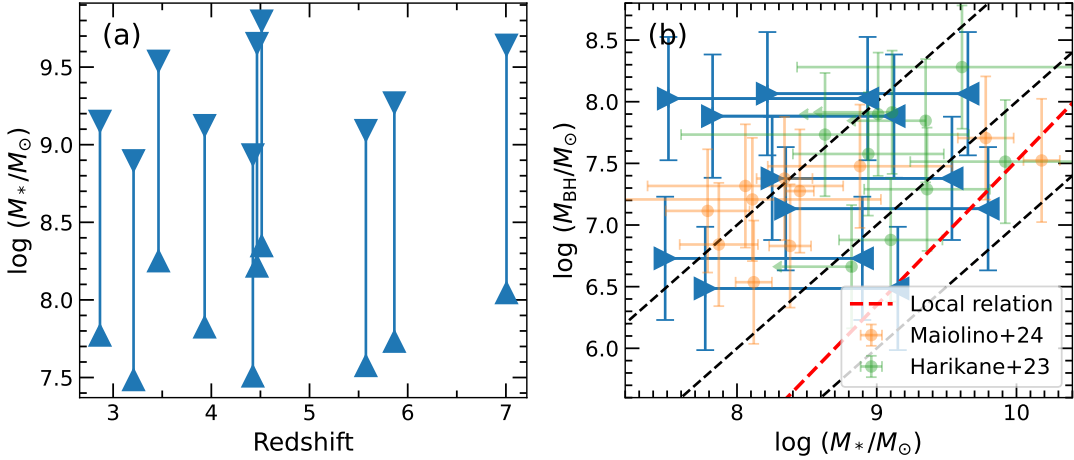 (a)
log (M∗/M⊙)
9.5
9.0
8.5
8.0
7.5
3 4 5 6 7
Redshift
(b)
log (M_BH/M⊙)
8.5
8.0
7.5
7.0
6.5
6.0
8 9 10
log (M∗/M⊙)
Local relation
Maiolino+24
Harikane+23